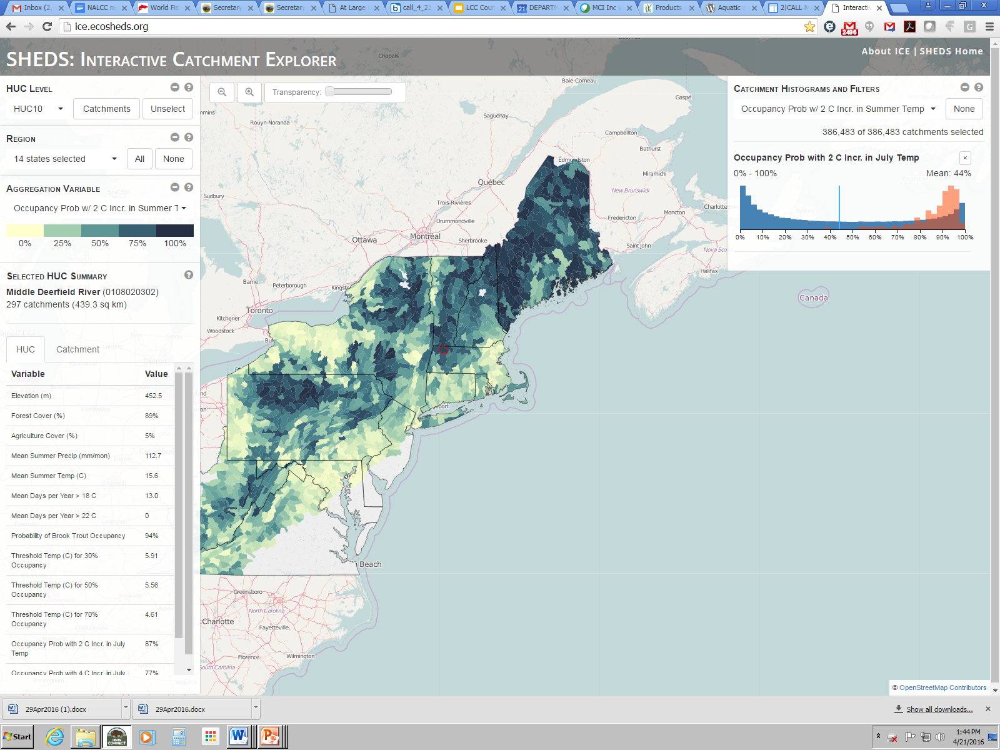 Inbox (2,
NALCC n
World Fis
Secretary
Secretary
At Large
call_4_21
LCC Cour
DEPARTM
MCI Inc
Products
Aquatic
2|CALL N
Interacti
ice.ecosheds.org
2496
SHEDS: Interactive Catchment Explorer
About ICE | SHEDS Home
HUC Level
HUC10
Catchments
Unselect
Region
14 states selected
All
None
Aggregation Variable
Occupancy Prob w/ 2 C Incr. in Summer T
0% 25% 50% 75% 100%
Selected HUC Summary
Middle Deerfield River (0108020302)
297 catchments (439.3 sq km)
HUC
Catchment
Variable Value
Elevation (m) 452.5
Forest Cover (%) 89%
Agriculture Cover (%) 5%
Mean Summer Precip (mm/mon) 112.7
Mean Summer Temp (C) 15.6
Mean Days per Year > 18 C 13.0
Mean Days per Year > 22 C 0
Probability of Brook Trout Occupancy 94%
Threshold Temp (C) for 30% 5.91
Occupancy
Threshold Temp (C) for 50% 5.56
Occupancy
Threshold Temp (C) for 70% 4.61
Occupancy
Occupancy Prob with 2 C Incr. in July 87%
Temp
Occupancy Prob with 4 C Incr. in July 77%
Transparency:
Chapais
Baie-Comeau
Gaspé
mmins
Rouyn-Noranda
Saguenay
Campbellton
Bathurst
Edmundston
Miramichi
Québec
New Brunswick
Sudbury
Trois-Rivières
Charlotte
Drummondville
Fredericton
Moncton
Ottawa
Montréal
Sherbrooke
Saint John
Nova Sco
Barrie
Peterborough
Kingst
Halifax
Toronto
Canada
Kitchener
Woodstock
Bu
nd
on
geport
Beach
Greensboro
North Carolina
Charlotte
Fayetteville
Florence
Wilmington
South Carolina
Catchment Histograms and Filters
Occupancy Prob w/ 2 C Incr. in Summer Temp
None
386,483 of 386,483 catchments selected
Occupancy Prob with 2 C Incr. in July Temp
0% - 100% Mean: 44%
0% 10% 20% 30% 40% 50% 60% 70% 80% 90% 100%
© OpenStreetMap Contributors
29Apr2016 (1).docx
29Apr2016.docx
Show all downloads...
Start
BISON
CONNECT
1:44 PM
4/21/2016